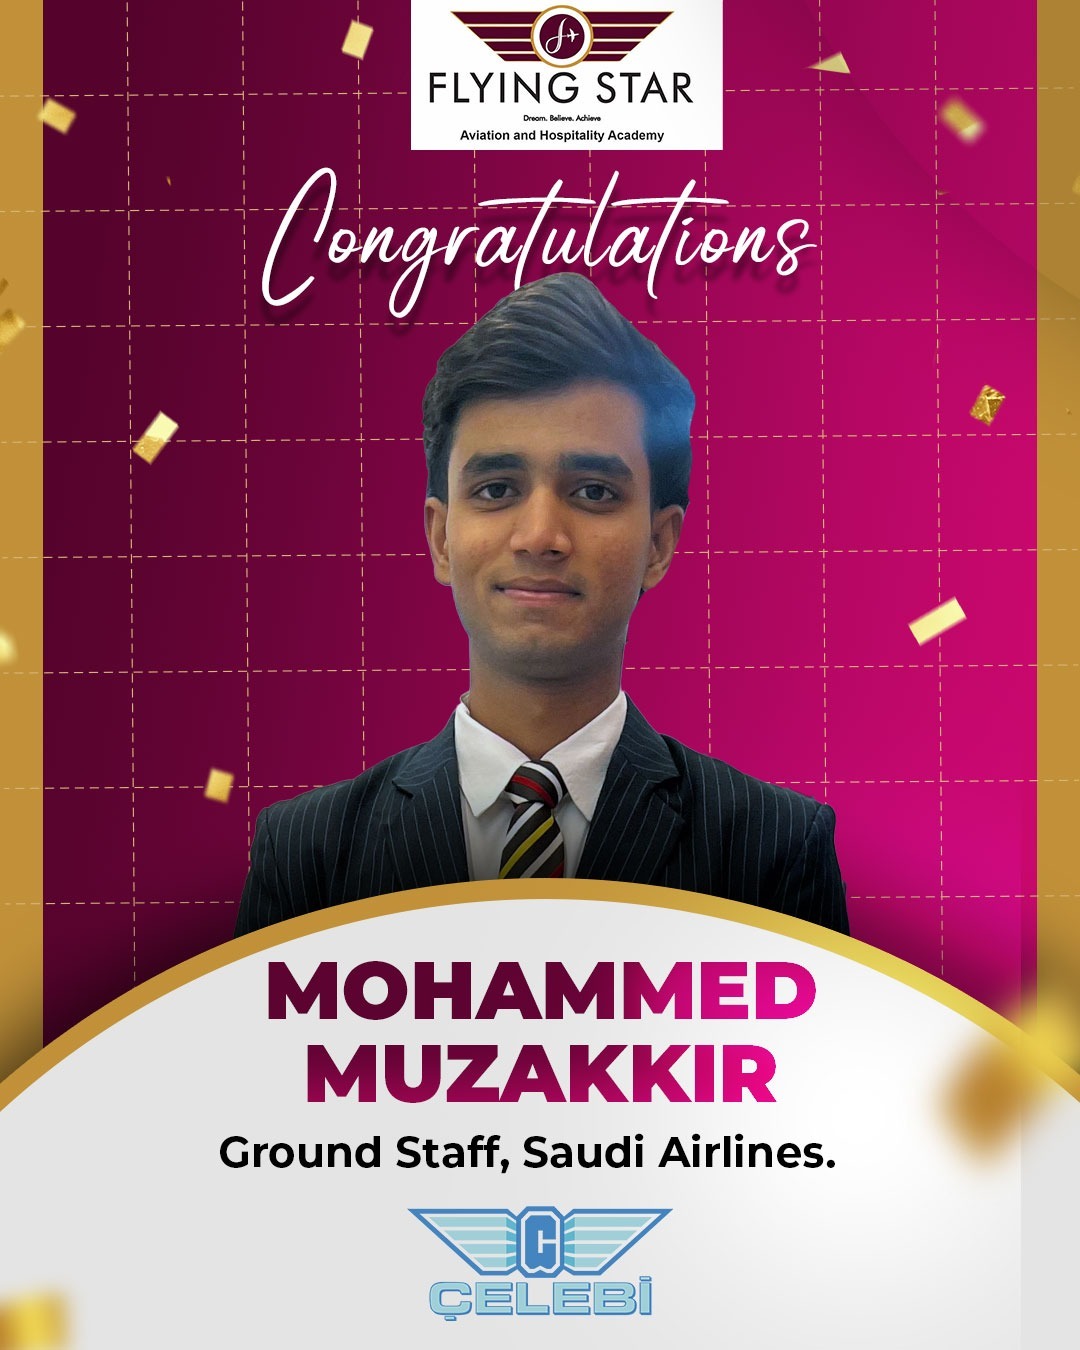 FLYING STAR
Dream. Believe. Achieve
Aviation and Hospitality Academy
Congratulations
MOHAMMED
MUZAKKIR
Ground Staff, Saudi Airlines.
C
ÇELEBİ